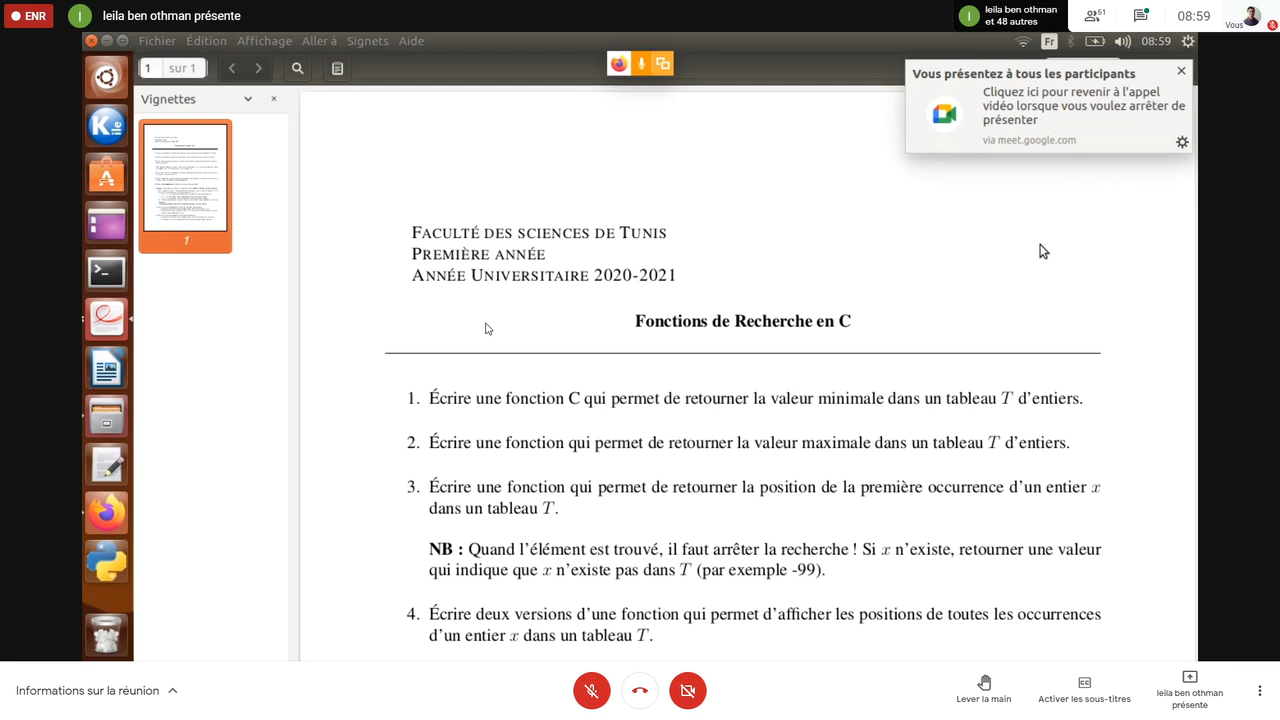 ENR
l
leila ben othman présente
l
leila ben othman
et 48 autres
51
08:59
Vous
Fichier Édition Affichage Aller à Signets Aide
Fr
08:59
1 sur 1
Vignettes
1
Vous présentez à tous les participants
Cliquez ici pour revenir à l'appel
vidéo lorsque vous voulez arrêter de
présenter
via meet.google.com
FACULTÉ DES SCIENCES DE TUNIS
PREMIÈRE ANNÉE
ANNÉE UNIVERSITAIRE 2020-2021
Fonctions de Recherche en C
1. Écrire une fonction C qui permet de retourner la valeur minimale dans un tableau T d'entiers.
2. Écrire une fonction qui permet de retourner la valeur maximale dans un tableau T d'entiers.
3. Écrire une fonction qui permet de retourner la position de la première occurrence d'un entier x
dans un tableau T.
NB : Quand l'élément est trouvé, il faut arrêter la recherche ! Si x n'existe, retourner une valeur
qui indique que x n'existe pas dans T (par exemple -99).
4. Écrire deux versions d'une fonction qui permet d'afficher les positions de toutes les occurrences
d'un entier x dans un tableau T.
Informations sur la réunion
Lever la main
Activer les sous-titres
leila ben othman
présente